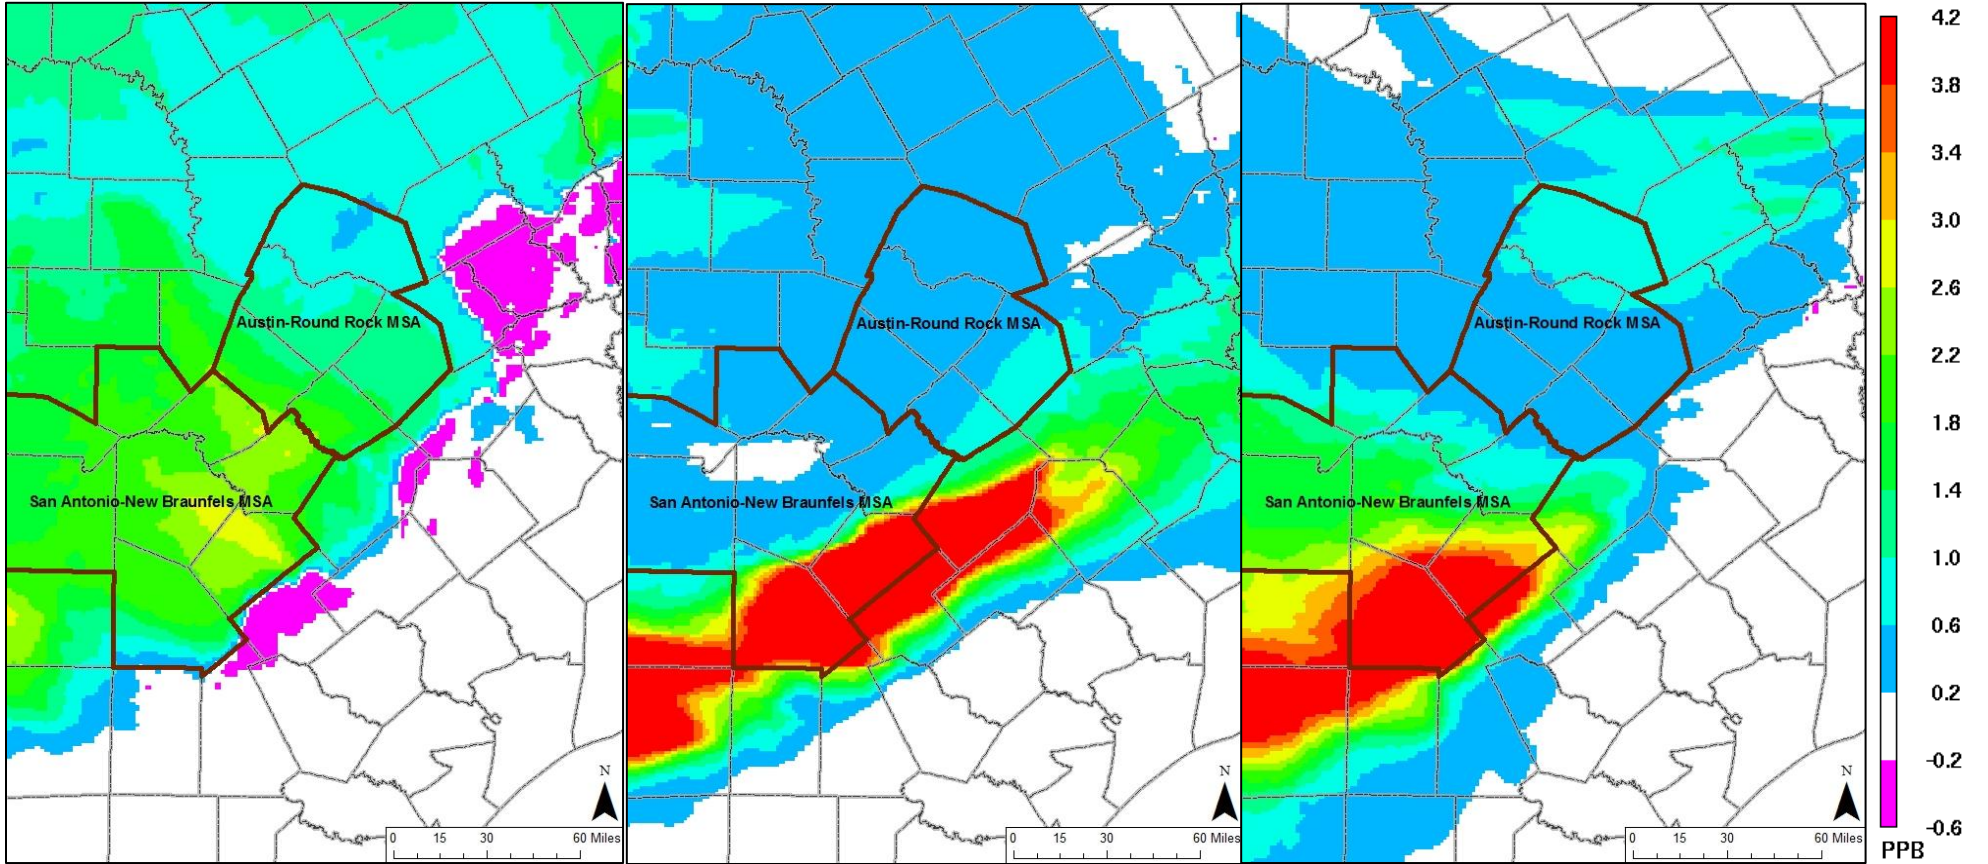 Austin-Round Rock MSA
San Antonio-New Braunfels MSA
N
0 15 30 60 Miles
Austin-Round Rock MSA
San Antonio-New Braunfels MSA
N
0 15 30 60 Miles
Austin-Round Rock MSA
San Antonio-New Braunfels MSA
N
0 15 30 60 Miles
4.2
3.8
3.4
3.0
2.6
2.2
1.8
1.4
1.0
0.6
0.2
-0.2
-0.6
PPB